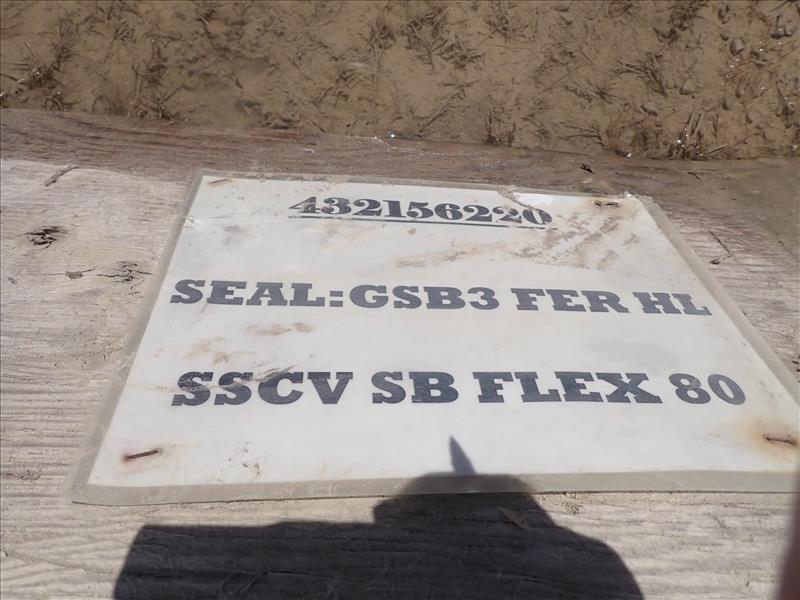 432156220
SEAL:GSB3 FER HL
SSCV SB FLEX 80